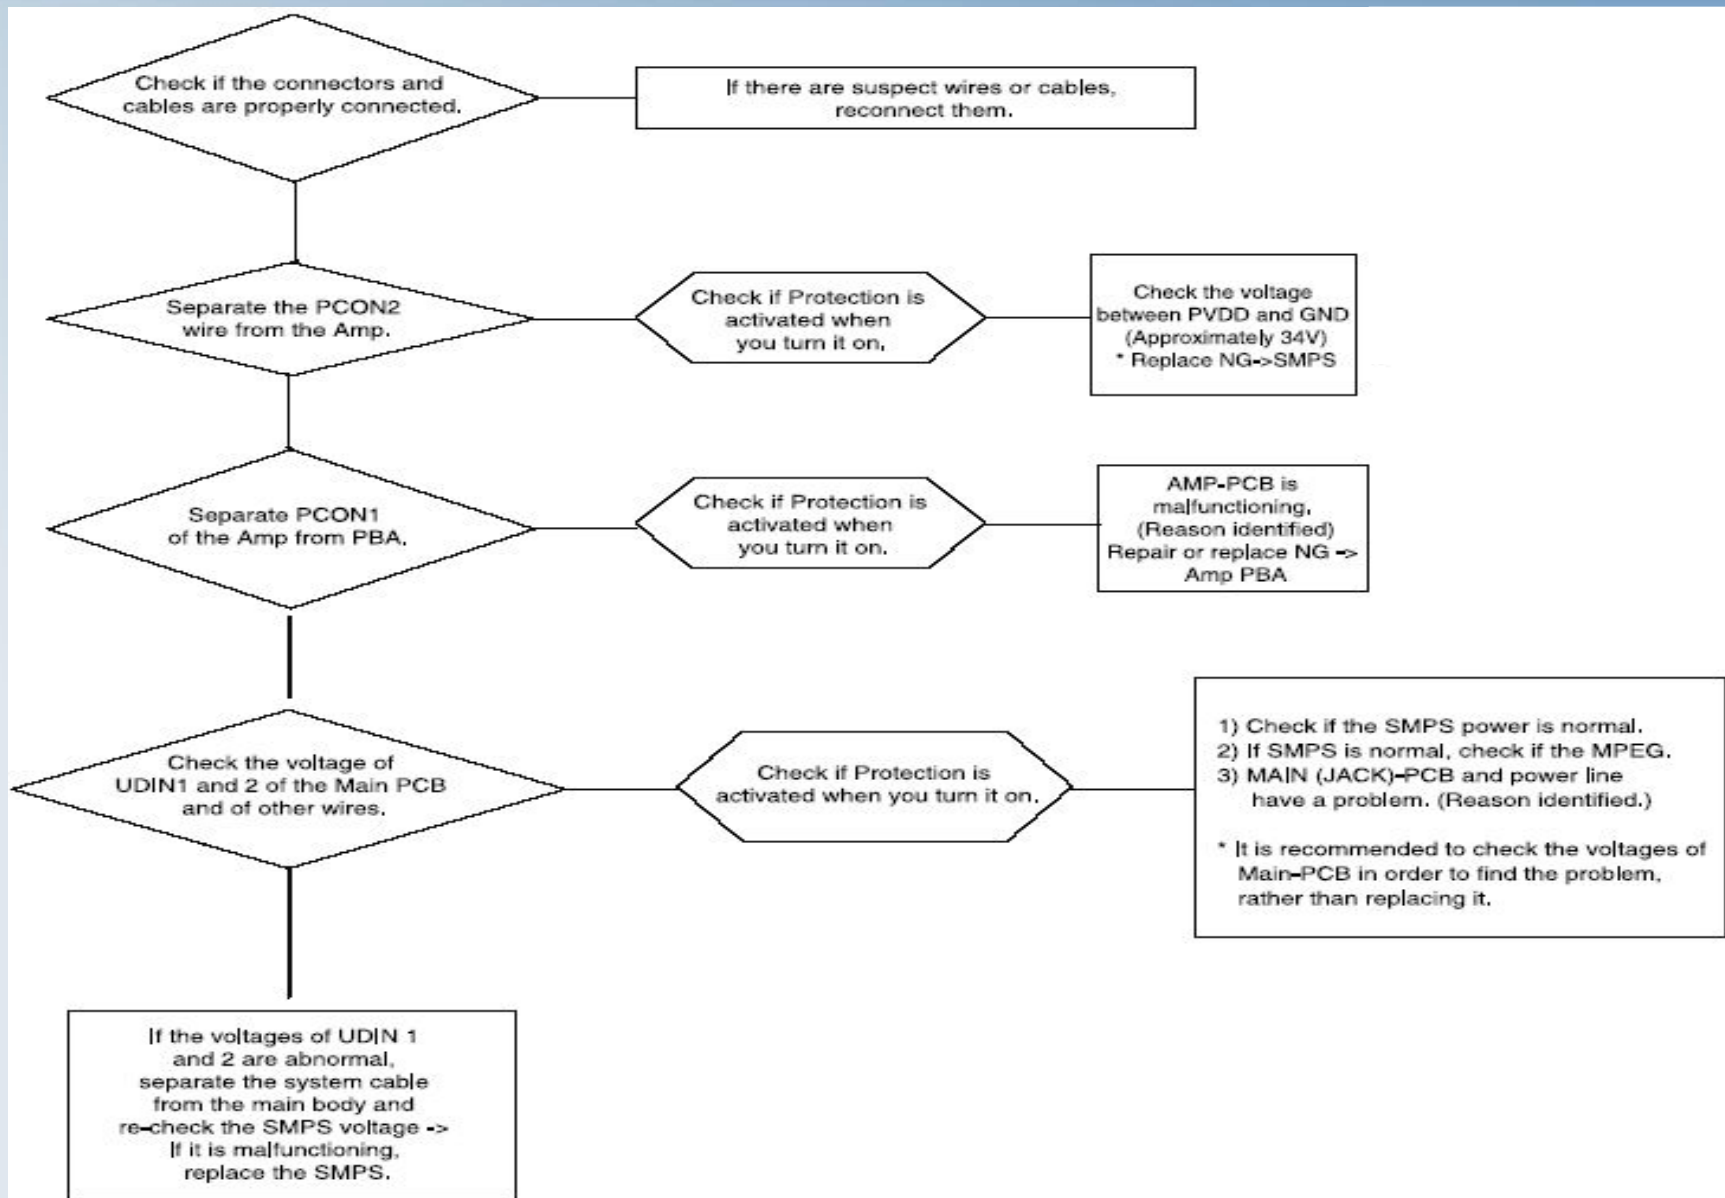 Check if the connectors and
cables are properly connected.
If there are suspect wires or cables,
reconnect them.
Separate the PCON2
wire from the Amp.
Check if Protection is
activated when
you turn it on.
Check the voltage
between PVDD and GND
(Approximately 34V)
* Replace NG->SMPS
Separate PCON1
of the Amp from PBA.
Check if Protection is
activated when
you turn it on.
AMP-PCB is
malfunctioning.
(Reason identified)
Repair or replace NG ->
Amp PBA
Check the voltage of
UDIN1 and 2 of the Main PCB
and of other wires.
Check if Protection is
activated when you turn it on.
1) Check if the SMPS power is normal.
2) If SMPS is normal, check if the MPEG.
3) MAIN (JACK)-PCB and power line
have a problem. (Reason identified.)
* It is recommended to check the voltages of
Main-PCB in order to find the problem,
rather than replacing it.
If the voltages of UDIN 1
and 2 are abnormal,
separate the system cable
from the main body and
re-check the SMPS voltage ->
If it is malfunctioning,
replace the SMPS.